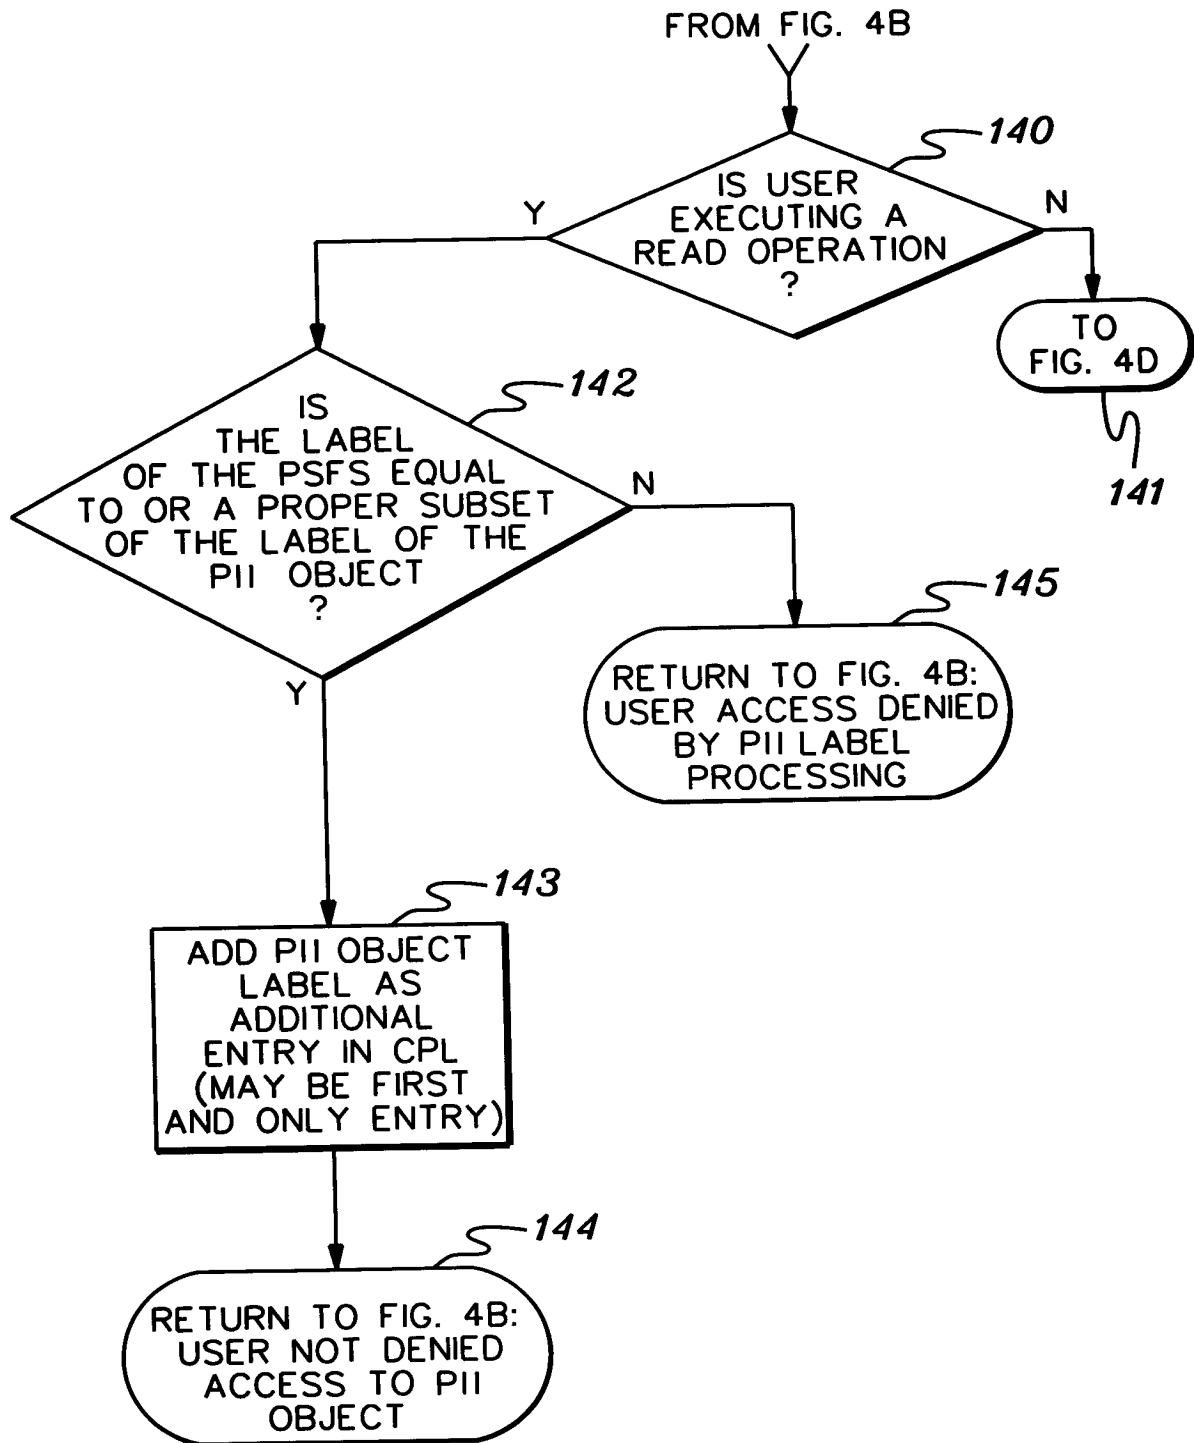 FROM FIG. 4B
140
IS USER
EXECUTING A
READ OPERATION
?
Y
N
TO
FIG. 4D
141
142
IS
THE LABEL
OF THE PSFS EQUAL
TO OR A PROPER SUBSET
OF THE LABEL OF THE
PII OBJECT
?
N
Y
145
RETURN TO FIG. 4B:
USER ACCESS DENIED
BY PII LABEL
PROCESSING
143
ADD PII OBJECT
LABEL AS
ADDITIONAL
ENTRY IN CPL
(MAY BE FIRST
AND ONLY ENTRY)
144
RETURN TO FIG. 4B:
USER NOT DENIED
ACCESS TO PII
OBJECT